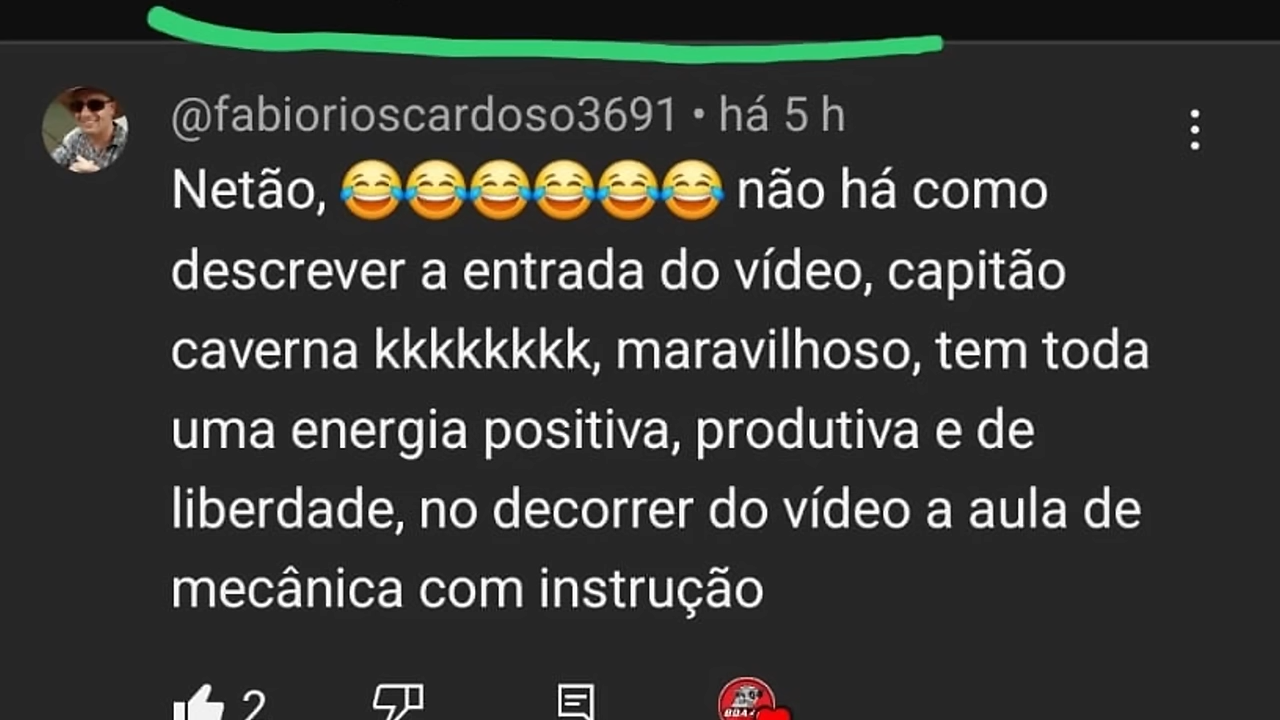 @fabiorioscardoso3691 • há 5 h
Netão, 😂😂😂😂😂😂 não há como
descrever a entrada do vídeo, capitão
caverna kkkkkkkk, maravilhoso, tem toda
uma energia positiva, produtiva e de
liberdade, no decorrer do vídeo a aula de
mecânica com instrução
2